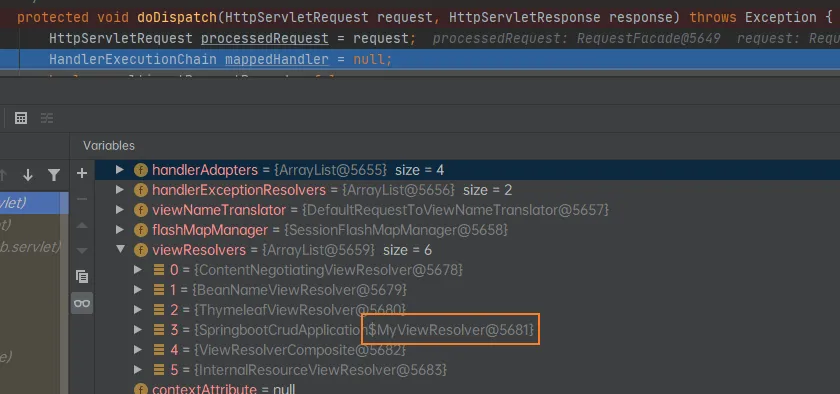 protected void doDispatch(HttpServletRequest request, HttpServletResponse response) throws Exception {
HttpServletRequest processedRequest = request; processedRequest: RequestFacade@5649 request: Requ
HandlerExecutionChain mappedHandler = null;
Variables
handlerAdapters = {ArrayList@5655} size = 4
vlet)
handlerExceptionResolvers = {ArrayList@5656} size = 2
viewNameTranslator = {DefaultRequestToViewNameTranslator@5657}
flashMapManager = {SessionFlashMapManager@5658}
b.servlet)
viewResolvers = {ArrayList@5659} size = 6
0 = {ContentNegotiatingViewResolver@5678}
1 = {BeanNameViewResolver@5679}
2 = {ThymeleafViewResolver@5680}
3 = {SpringbootCrudApplication$MyViewResolver@5681}
4 = {ViewResolverComposite@5682}
5 = {InternalResourceViewResolver@5683}
contextAttribute = null